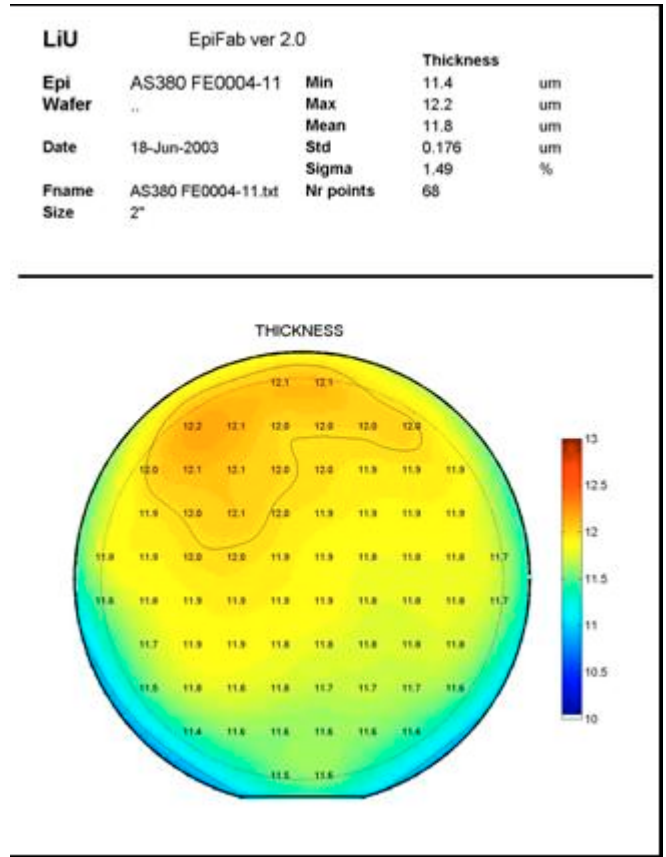 LiU EpiFab ver 2.0
Thickness
Epi AS380 FE0004-11 Min 11.4 um
Wafer .. Max 12.2 um
Mean 11.8 um
Date 18-Jun-2003 Std 0.176 um
Sigma 1.49 %
Fname AS380 FE0004-11.txt Nr points 68
Size 2"
THICKNESS
12.1 12.1
12.2 12.1 12.0 12.0 12.0 12.0
12.0 12.1 12.1 12.0 12.0 11.9 11.9 11.9
11.9 12.0 12.1 12.0 11.9 11.9 11.9 11.9
11.9 12.0 12.0 11.9 11.9 11.8 11.8 11.8 11.7
11.8 11.9 11.9 11.9 11.9 11.8 11.8 11.8 11.7
11.7 11.9 11.9 11.8 11.8 11.8 11.8 11.8
11.8 11.8 11.8 11.7 11.7 11.7 11.6
11.4 11.6 11.6 11.6 11.6 11.6
11.5
13
12.5
12
11.5
11
10.5
10